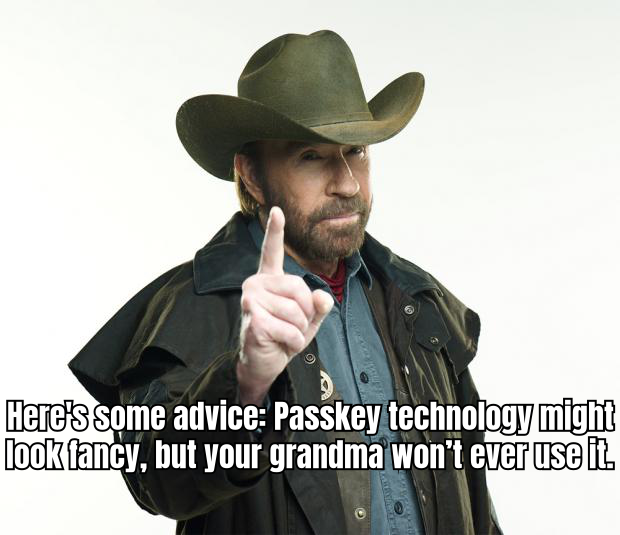 Here's some advice: Passkey technology might
look fancy, but your grandma won’t ever use it.